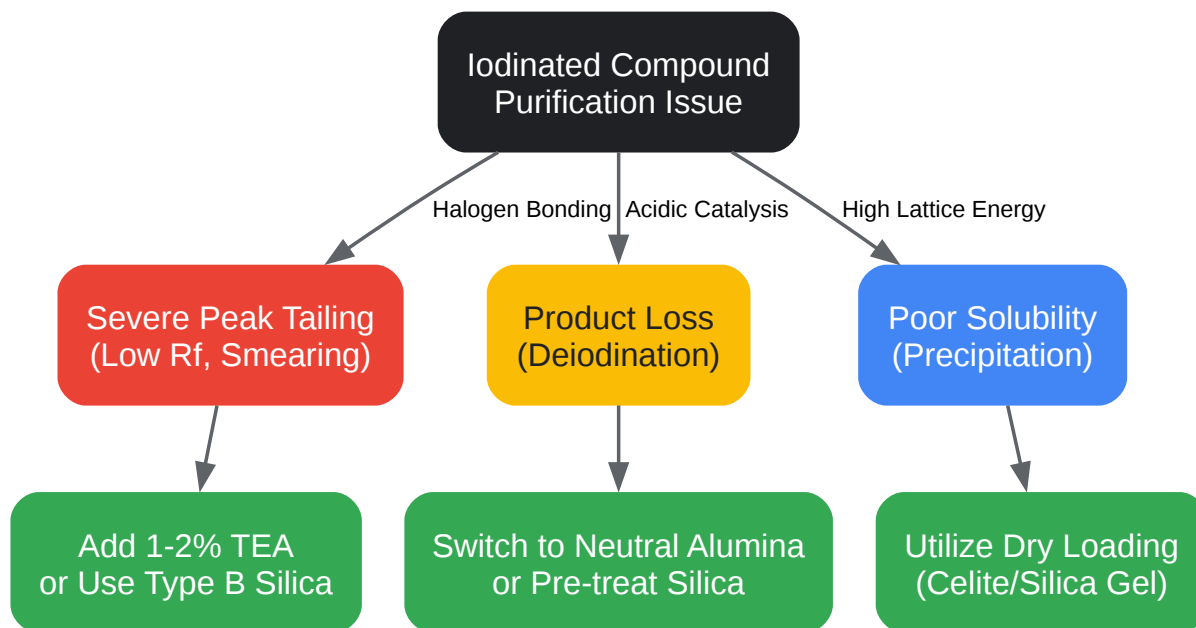 Iodinated Compound
Purification Issue
Halogen Bonding
Acidic Catalysis
High Lattice Energy
Severe Peak Tailing
(Low Rf, Smearing)
Product Loss
(Deiodination)
Poor Solubility
(Precipitation)
Add 1-2% TEA
or Use Type B Silica
Switch to Neutral Alumina
or Pre-treat Silica
Utilize Dry Loading
(Celite/Silica Gel)